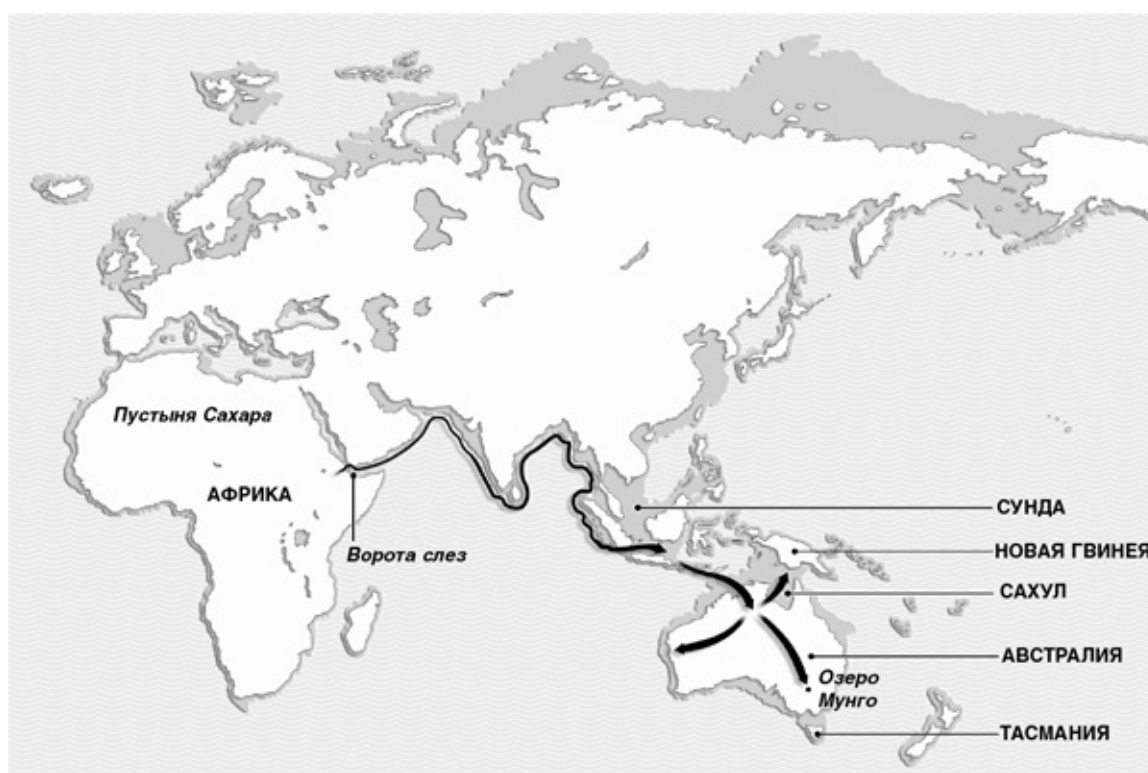 Пустыня Сахара
АФРИКА
Ворота слез
СУНДА
НОВАЯ ГВИНЕЯ
САХУЛ
АВСТРАЛИЯ
Озеро
Мунго
ТАСМАНИЯ